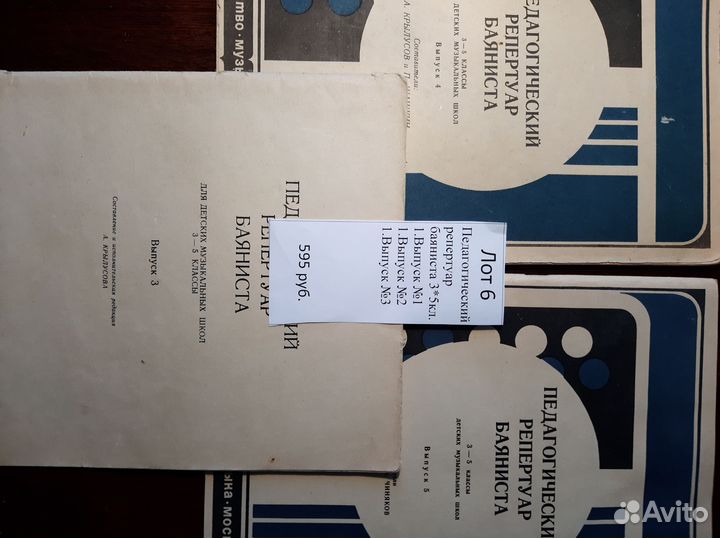 Лот 6
Педагогический
репертуар
баяниста 3*5кл.
1.Выпуск №1
1.Выпуск №2
1.Выпуск №3
595 руб.
РЕПЕРТУАР
БАЯНИСТА
ДЛЯ ДЕТСКИХ МУЗЫКАЛЬНЫХ ШКОЛ
3—5 КЛАССЫ
Выпуск 3
Составление и исполнительская редакция
А. КРЫЛУСОВА
ПЕДАГОГИЧЕСКИЙ
РЕПЕРТУАР
БАЯНИСТА
3—5 КЛАССЫ
ДЕТСКИХ МУЗЫКАЛЬНЫХ ШКОЛ
Выпуск 4
Составители:
А. КРЫЛУСОВ и П.
ПЕДАГОГИЧЕСКИЙ
РЕПЕРТУАР
БАЯНИСТА
3—5 классы
детских музыкальных школ
Выпуск 5
Avito